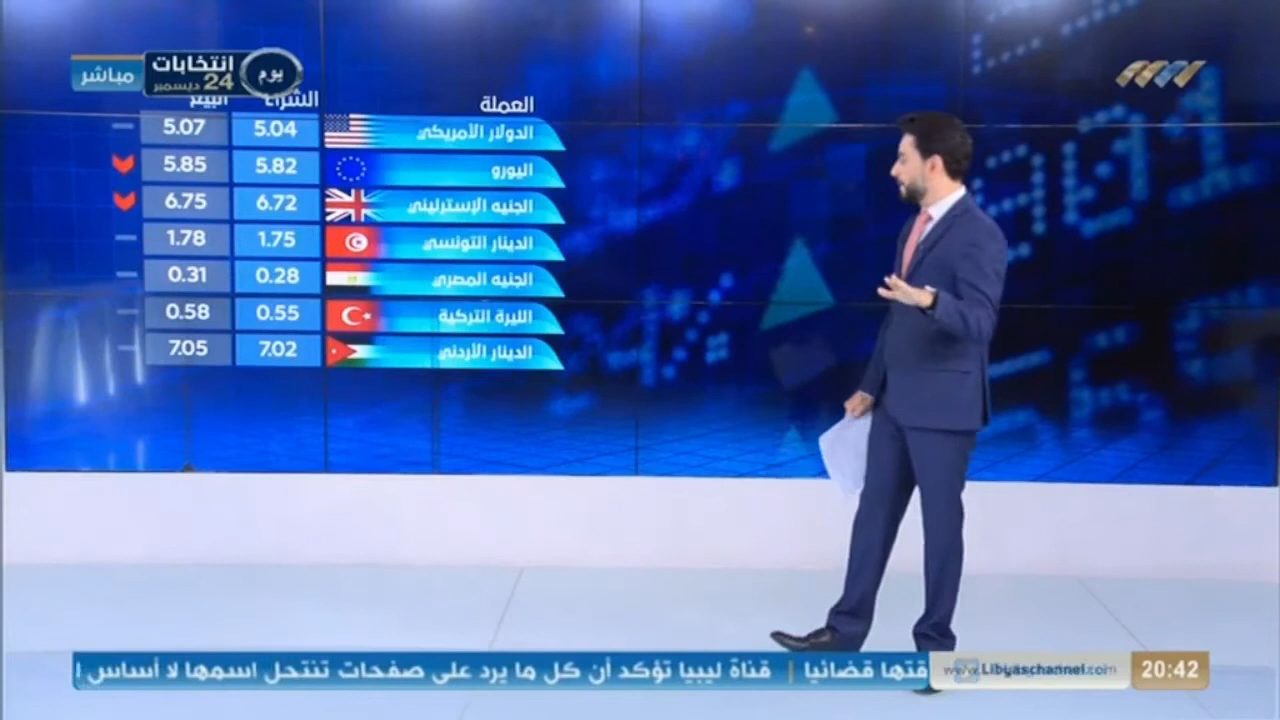 مباشر
انتخابات
24 ديسمبر
يوم
العملة الشراء البيع
الدولار الأمريكي 5.04 5.07
اليورو 5.82 5.85
الجنيه الإسترليني 6.72 6.75
الدينار التونسي 1.75 1.78
الجنيه المصري 0.28 0.31
الليرة التركية 0.55 0.58
الدينار الأردني 7.02 7.05
قناة ليبيا تؤكد أن كل ما يرد على صفحات تنتحل اسمها لا أساس
قضائيا |
www.Libyaschannel.com
20:42